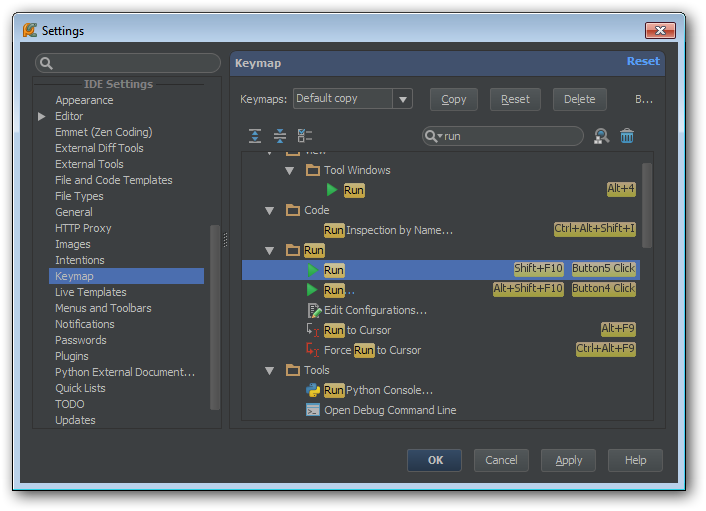 Settings
IDE Settings
Appearance
Editor
Emmet (Zen Coding)
External Diff Tools
External Tools
File and Code Templates
File Types
General
HTTP Proxy
Images
Intentions
Keymap
Live Templates
Menus and Toolbars
Notifications
Passwords
Plugins
Python External Document...
Quick Lists
TODO
Updates
Keymap Reset
Keymaps: Default copy Copy Reset Delete B...
run
View
Tool Windows
Run Alt+4
Code
Run Inspection by Name... Ctrl+Alt+Shift+I
Run
Run Shift+F10 Button5 Click
Run... Alt+Shift+F10 Button4 Click
Edit Configurations...
Run to Cursor Alt+F9
Force Run to Cursor Ctrl+Alt+F9
Tools
Run Python Console...
Open Debug Command Line
OK Cancel Apply Help